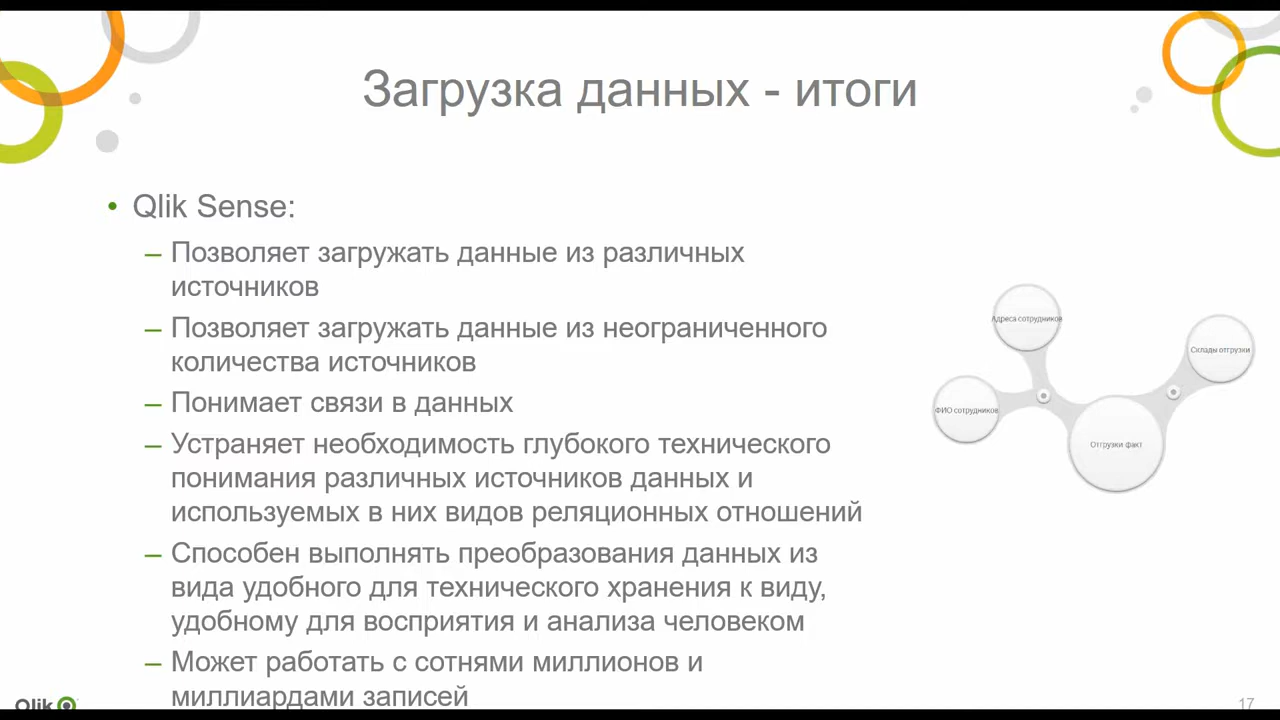 Загрузка данных - итоги
• Qlik Sense:
– Позволяет загружать данные из различных
источников
– Позволяет загружать данные из неограниченного
количества источников
– Понимает связи в данных
– Устраняет необходимость глубокого технического
понимания различных источников данных и
используемых в них видов реляционных отношений
– Способен выполнять преобразования данных из
вида удобного для технического хранения к виду,
удобному для восприятия и анализа человеком
– Может работать с сотнями миллионов и
миллиардами записей
Адреса сотрудников
Склады отгрузки
ФИО сотрудников
Отгрузки факт
Qlik
17